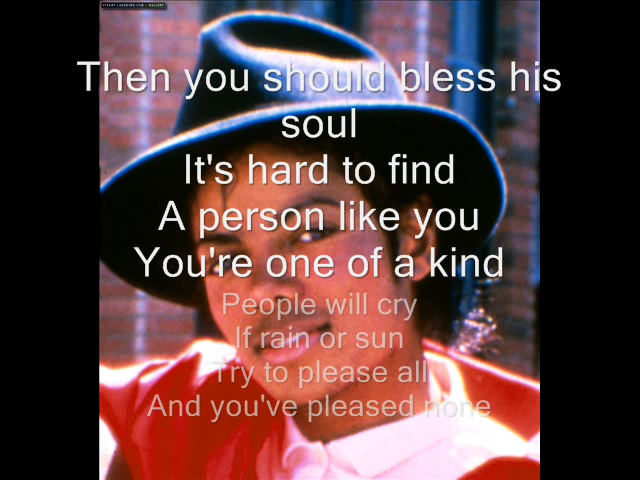 Then you should bless his
soul
It's hard to find
A person like you
You're one of a kind
People will cry
If rain or sun
Try to please all
And you've pleased none